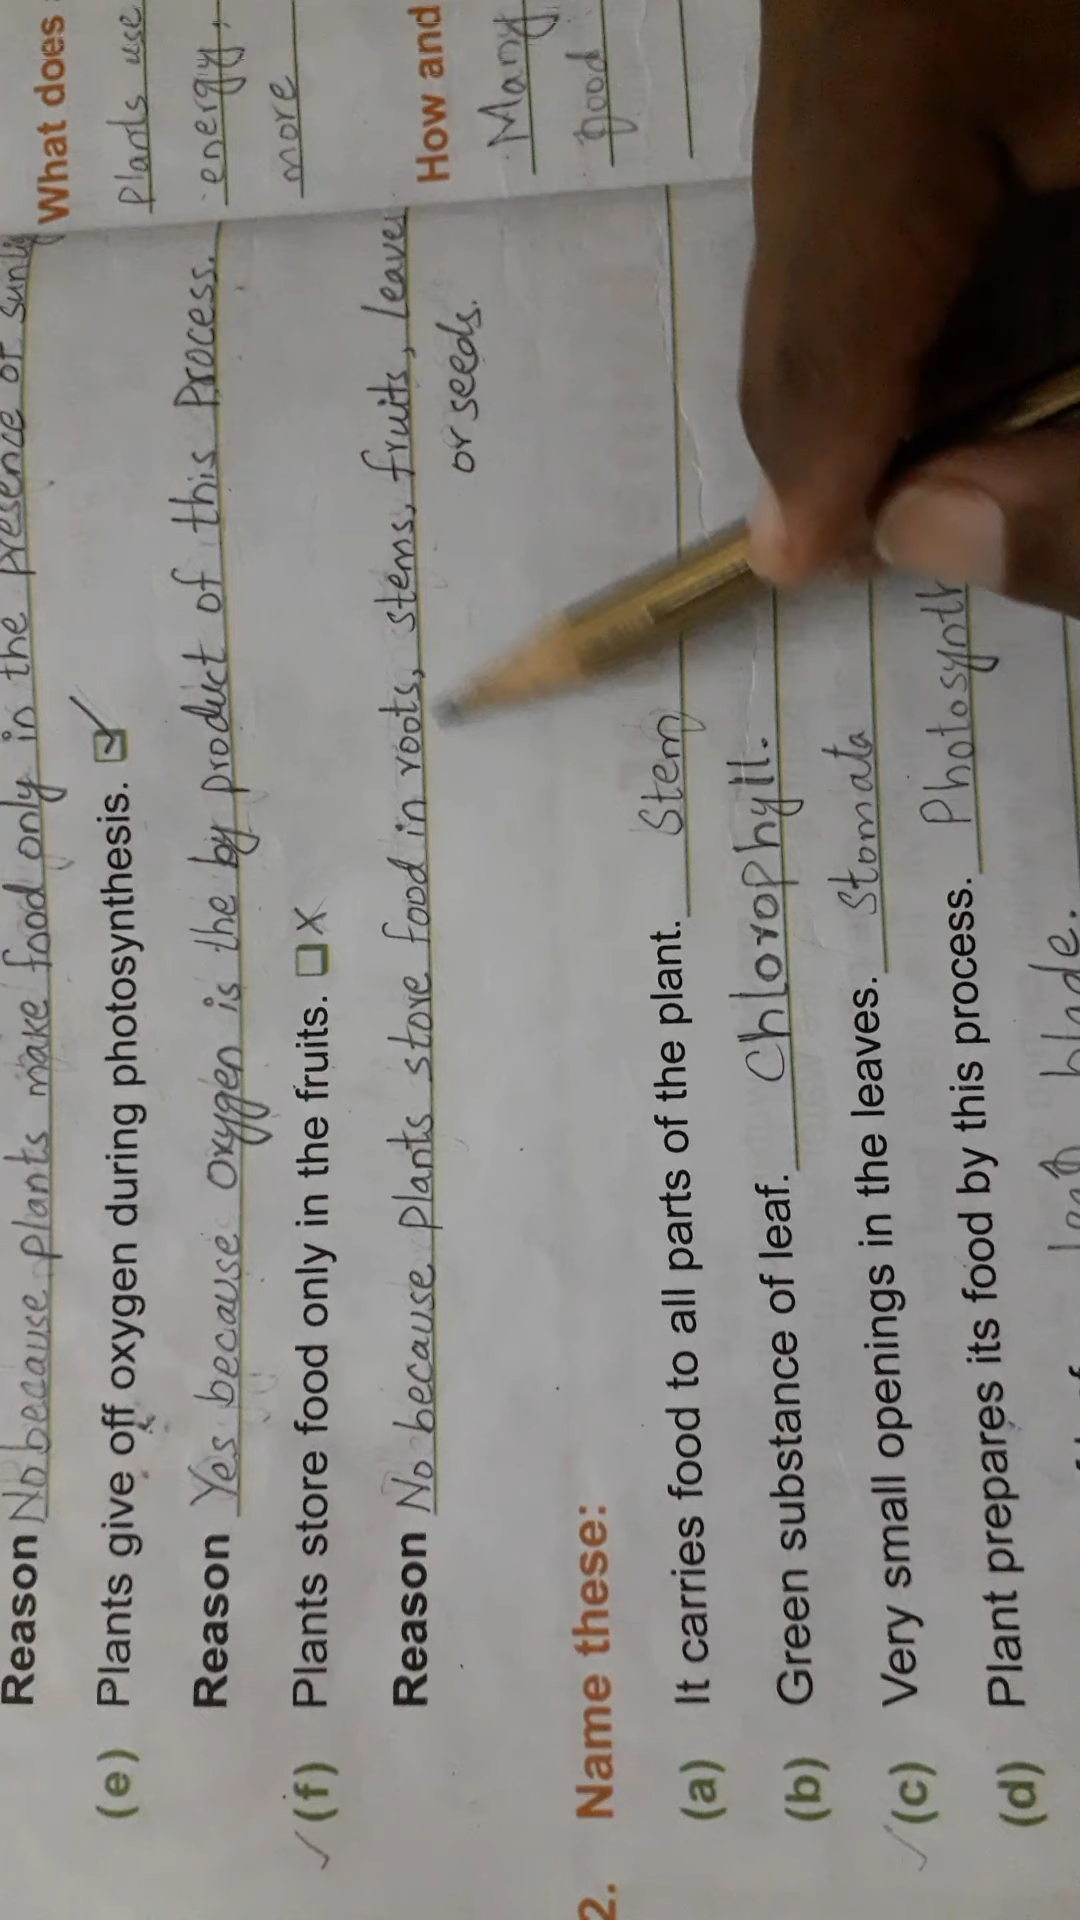 Reason No because plants make food only in the presence of
(e) Plants give off oxygen during photosynthesis.
Reason Yes because oxygen is the by product of this Process.
(f) Plants store food only in the fruits. X
Reason No because plants store food in roots, stems, fruits, leaves
or seeds.
2. Name these:
(a) It carries food to all parts of the plant. Stem
(b) Green substance of leaf. Chlorophyll.
(c) Very small openings in the leaves. Stomata
(d) Plant prepares its food by this process. Photosynth
leaf blade.
What does
Plants use
energy,
more
How and
Many
food